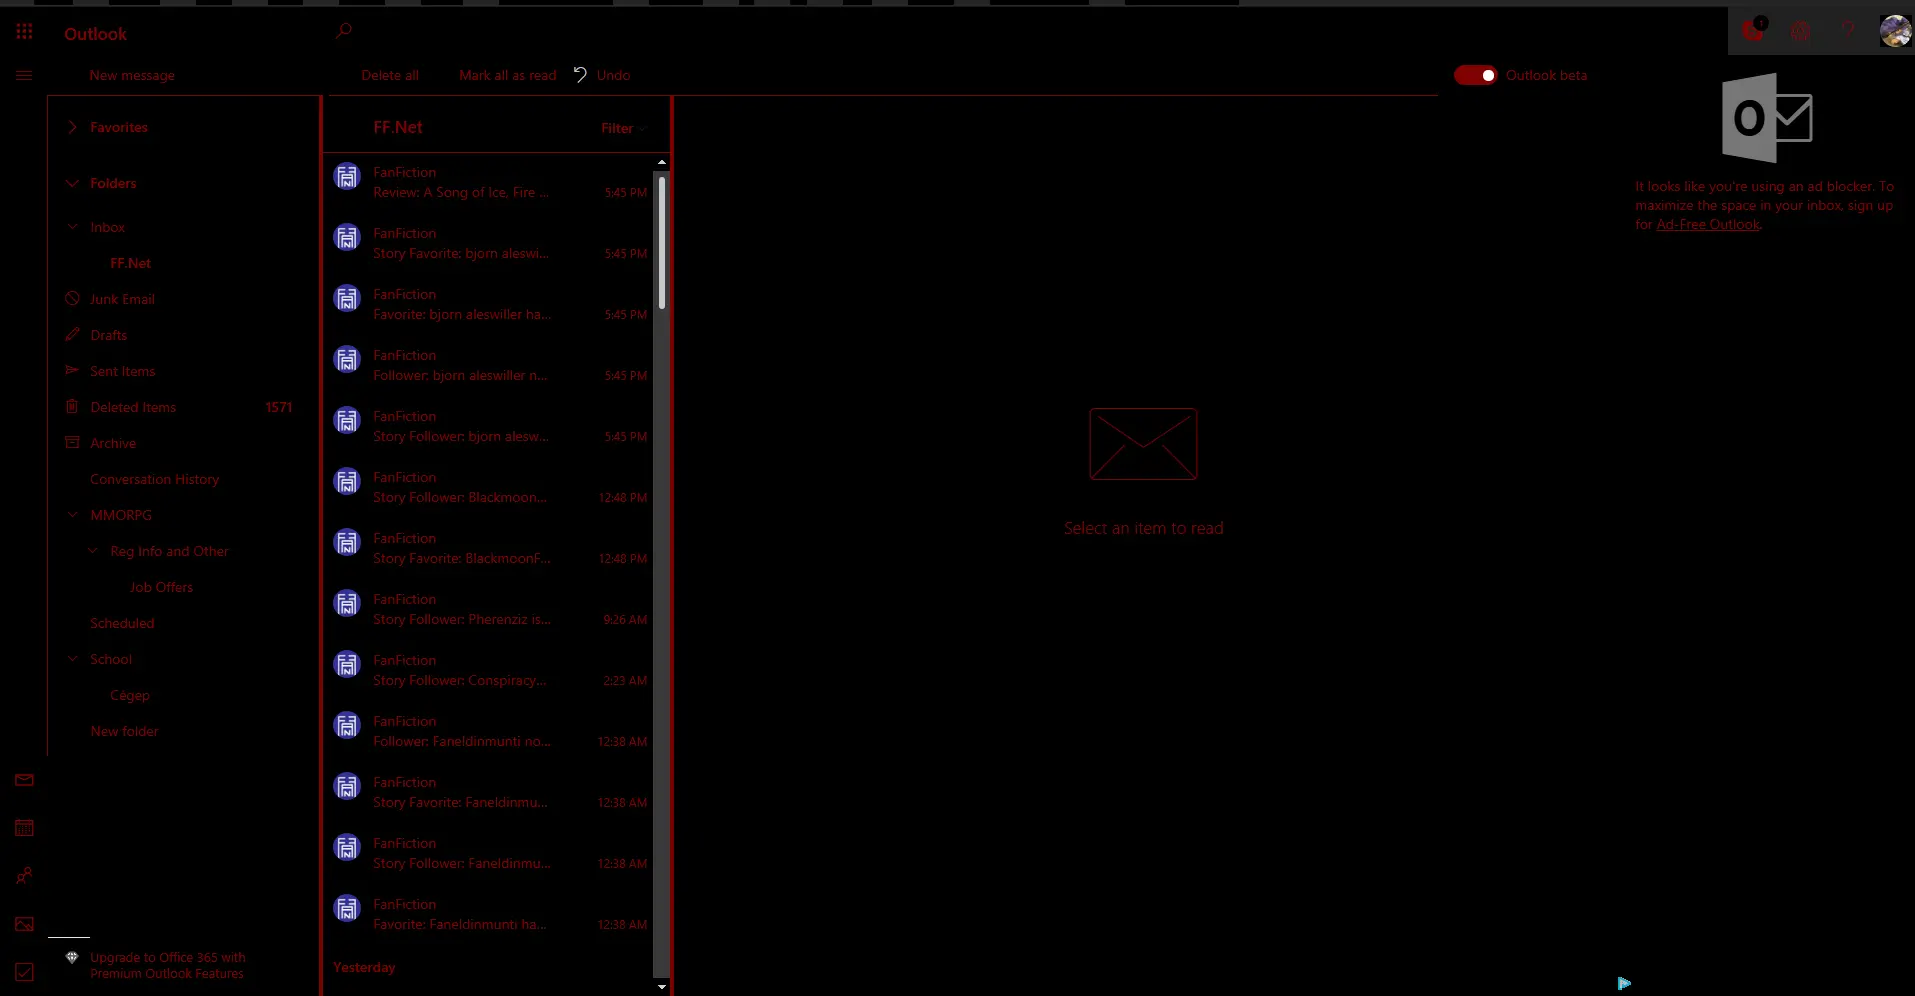 Outlook
New message
Delete all
Mark all as read
Undo
Outlook beta
Favorites
Folders
Inbox
FF.Net
Junk Email
Drafts
Sent Items
Deleted Items 1571
Archive
Conversation History
MMORPG
Reg Info and Other
Job Offers
Scheduled
School
Cégep
New folder
Upgrade to Office 365 with
Premium Outlook Features
FF.Net
Filter
FanFiction
Review: A Song of Ice, Fire ... 5:45 PM
FanFiction
Story Favorite: bjorn aleswi... 5:45 PM
FanFiction
Favorite: bjorn aleswiller ha... 5:45 PM
FanFiction
Follower: bjorn aleswiller n... 5:45 PM
FanFiction
Story Follower: bjorn alesw... 5:45 PM
FanFiction
Story Follower: Blackmoon... 12:48 PM
FanFiction
Story Favorite: BlackmoonF... 12:48 PM
FanFiction
Story Follower: Pherenziz is... 9:26 AM
FanFiction
Story Follower: Conspiracy... 2:23 AM
FanFiction
Follower: Faneldinmunti no... 12:38 AM
FanFiction
Story Favorite: Faneldinmu... 12:38 AM
FanFiction
Story Follower: Faneldinmu... 12:38 AM
FanFiction
Favorite: Faneldinmunti ha... 12:38 AM
Yesterday
Select an item to read
It looks like you're using an ad blocker. To
maximize the space in your inbox, sign up
for Ad-Free Outlook.